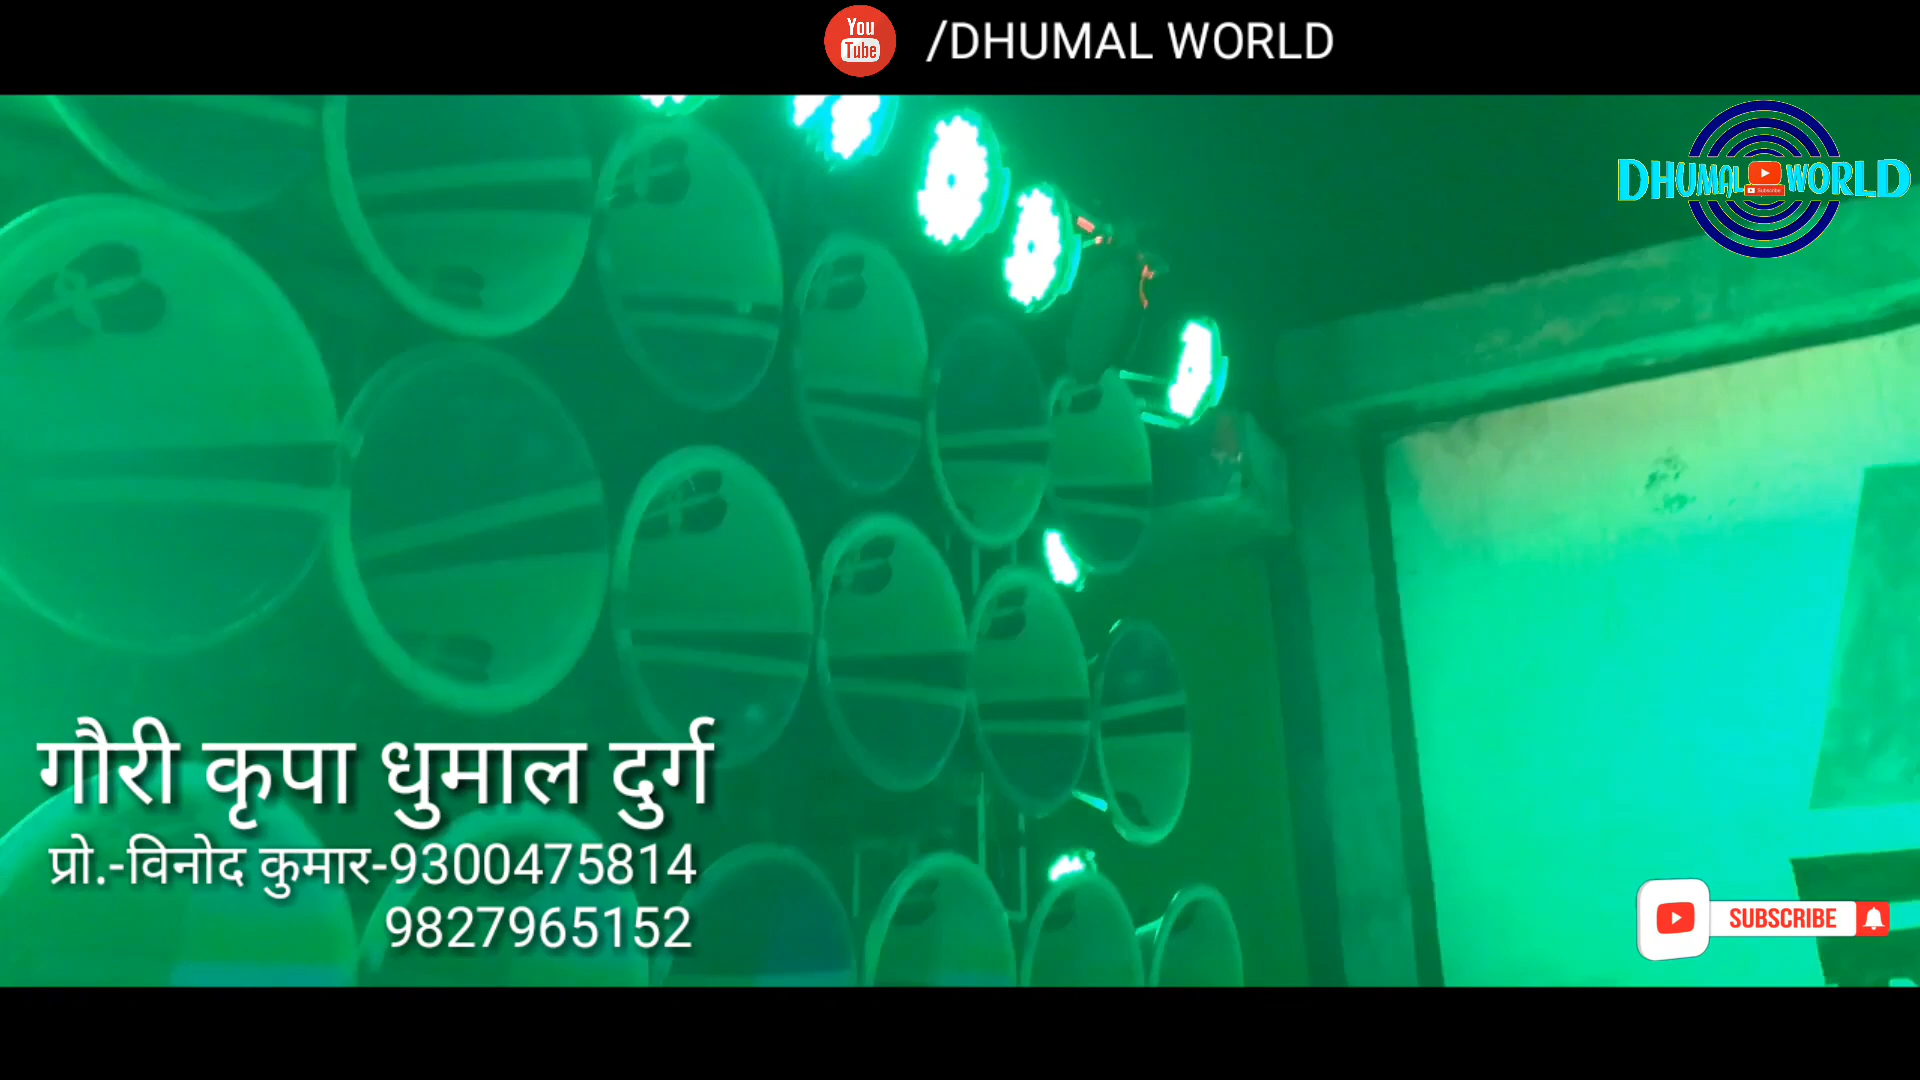 You
Tube
/DHUMAL WORLD
DHUMAL WORLD
गौरी कृपा धुमाल दुर्ग
प्रो.-विनोद कुमार-9300475814
9827965152
SUBSCRIBE